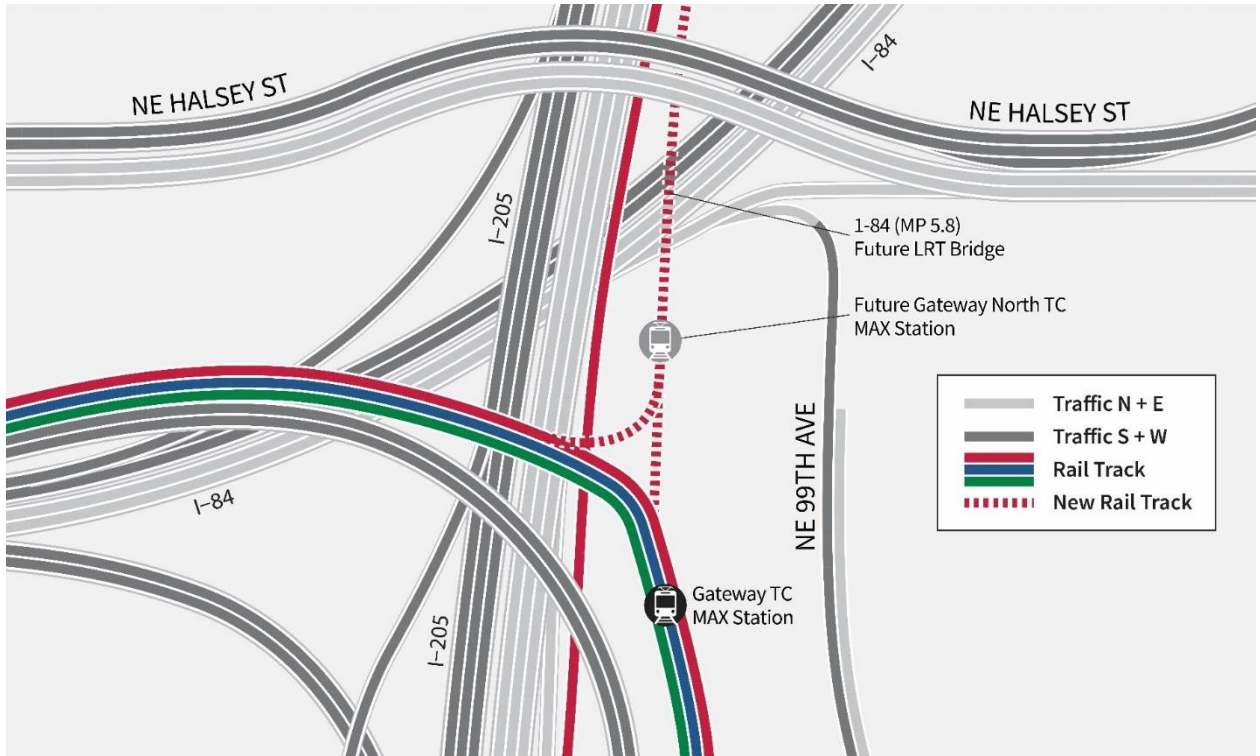 I-84
NE HALSEY ST
NE HALSEY ST
I-205
1-84 (MP 5.8)
Future LRT Bridge
Future Gateway North TC
MAX Station
Traffic N + E
Traffic S + W
Rail Track
New Rail Track
I-84
NE 99TH AVE
Gateway TC
MAX Station
I-205